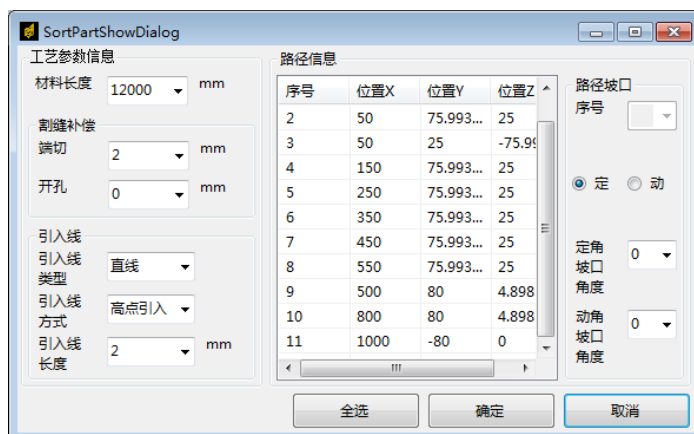 SortPartShowDialog
工艺参数信息
材料长度 12000 mm
割缝补偿
端切 2 mm
开孔 0 mm
引入线
引入线类型 直线
引入线方式 高点引入
引入线长度 2 mm
路径信息
序号 位置X 位置Y 位置Z
2 50 75.993... 25
3 50 25 -75.99
4 150 75.993... 25
5 250 75.993... 25
6 350 75.993... 25
7 450 75.993... 25
8 550 75.993... 25
9 500 80 4.898
10 800 80 4.898
11 1000 -80 0
路径坡口
序号
定 动
定角坡口角度 0
动角坡口角度 0
全选 确定 取消